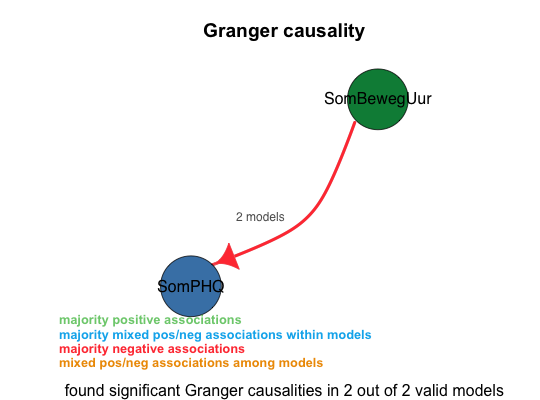 Granger causality
SomBewegUur
2 models
SomPHQ
majority positive associations
majority mixed pos/neg associations within models
majority negative associations
mixed pos/neg associations among models
found significant Granger causalities in 2 out of 2 valid models